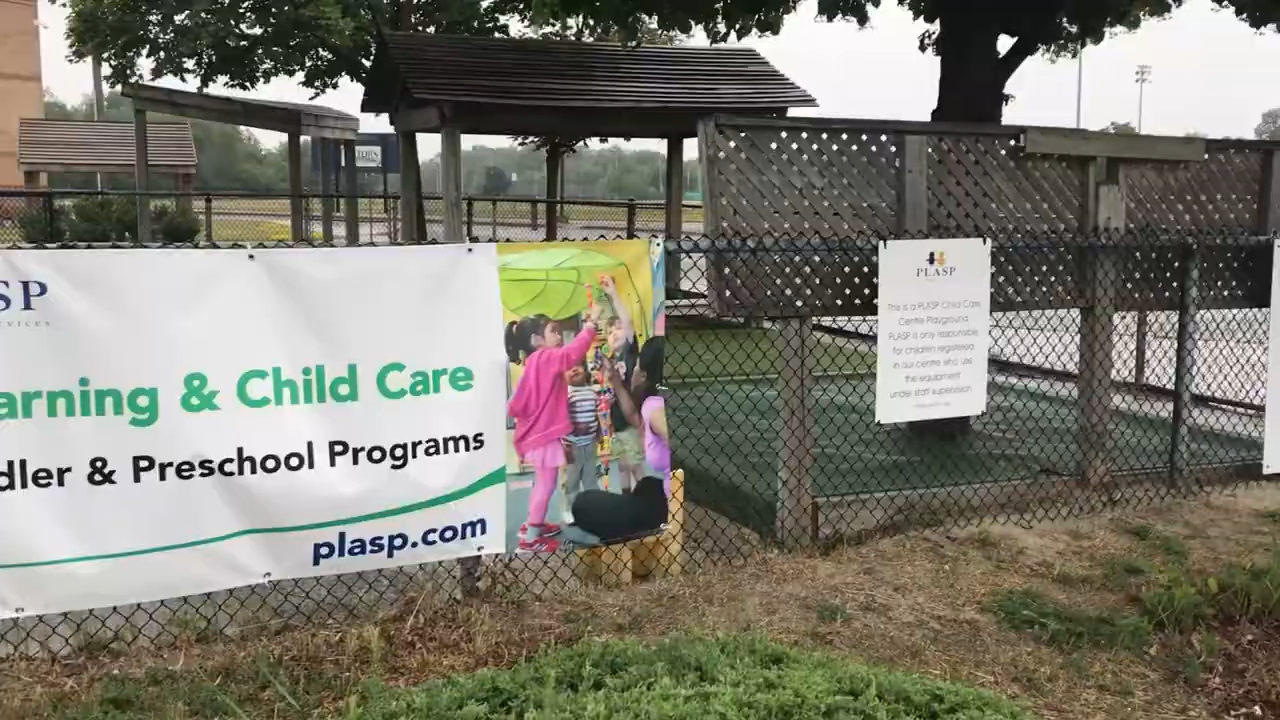 SP
RVICES
arning & Child Care
dler & Preschool Programs
plasp.com
PLASP
This is a PLASP Child Care
Centre Playground.
PLASP is only responsible
for children registered
in our centre who use
the equipment
under staff supervision.